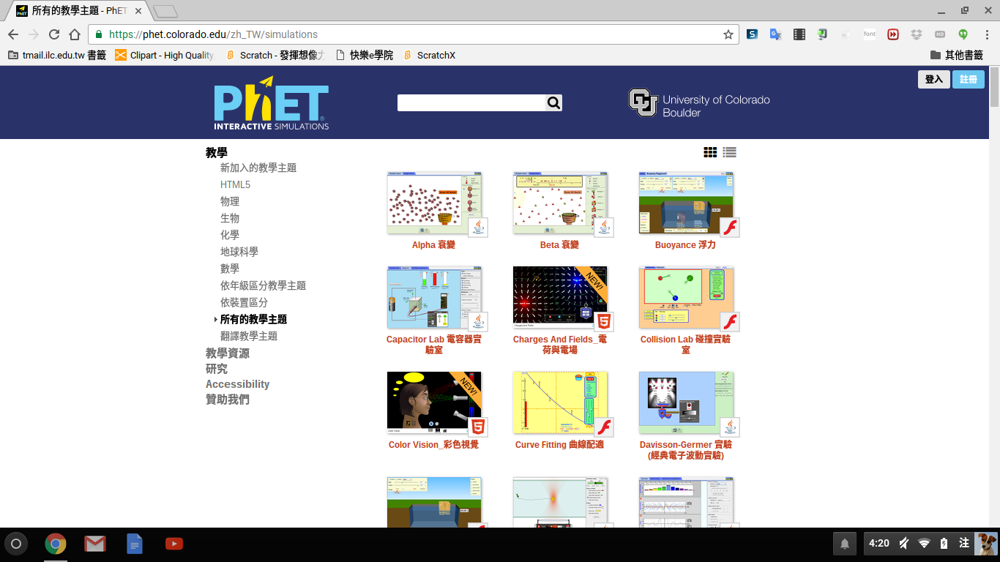 所有的教學主題 - PhET
https://phet.colorado.edu/zh_TW/simulations
font
HD
tmail.ilc.edu.tw 書籤
Clipart - High Quality
Scratch - 發揮想像力
快樂e學院
ScratchX
其他書籤
登入
註冊
PhET
INTERACTIVE SIMULATIONS
CU
University of Colorado
Boulder
教學
新加入的教學主題
HTML5
物理
生物
化學
地球科學
數學
依年級區分教學主題
依裝置區分
所有的教學主題
翻譯教學主題
教學資源
研究
Accessibility
贊助我們
Alpha 衰變
Beta 衰變
Buoyance 浮力
NEW!
Capacitor Lab 電容器實
驗室
Charges And Fields_電
荷與電場
Collision Lab 碰撞實驗
室
NEW!
Color Vision_彩色視覺
Curve Fitting 曲線配適
Davisson-Germer 實驗
(經典電子波動實驗)
4:20
注